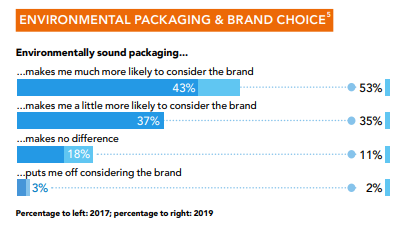 ENVIRONMENTAL PACKAGING & BRAND CHOICE⁵
Environmentally sound packaging...
...makes me much more likely to consider the brand
43% 53%
...makes me a little more likely to consider the brand
37% 35%
...makes no difference
18% 11%
...puts me off considering the brand
3% 2%
Percentage to left: 2017; percentage to right: 2019